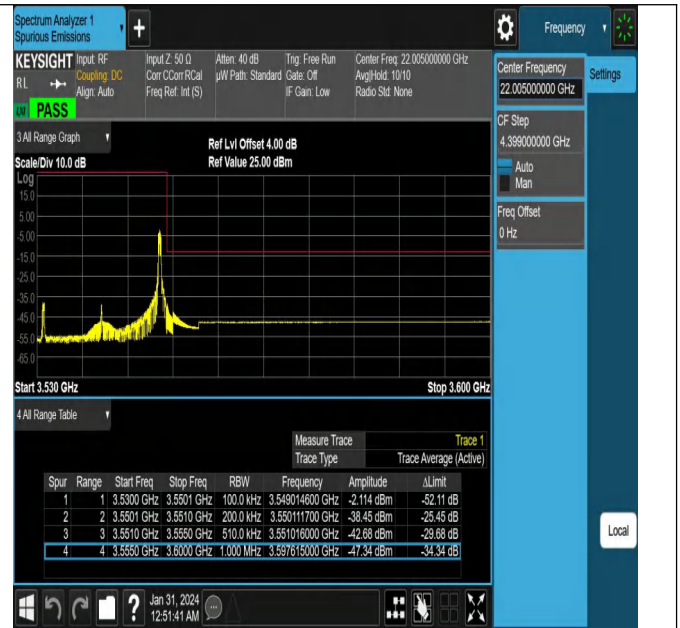 Spectrum Analyzer 1
Spurious Emissions
+
Frequency
KEYSIGHT Input: RF Input Z: 50 Ω Atten: 40 dB Trig: Free Run Center Freq: 22.005000000 GHz
RL Coupling: DC Corr CCorr RCal µW Path: Standard Gate: Off Avg|Hold: 10/10
Align: Auto Freq Ref: Int (S) IF Gain: Low Radio Std: None
PASS
Center Frequency
22.005000000 GHz
Settings
CF Step
4.399000000 GHz
Auto
Man
Freq Offset
0 Hz
3 All Range Graph
Ref Lvl Offset 4.00 dB
Scale/Div 10.0 dB Ref Value 25.00 dBm
Log
15.0
5.00
-5.00
-15.0
-25.0
-35.0
-45.0
-55.0
-65.0
Start 3.530 GHz Stop 3.600 GHz
4 All Range Table
Measure Trace Trace 1
Trace Type Trace Average (Active)
Spur Range Start Freq Stop Freq RBW Frequency Amplitude ΔLimit
1 1 3.5300 GHz 3.5501 GHz 100.0 kHz 3.549014600 GHz -2.114 dBm -52.11 dB
2 2 3.5501 GHz 3.5510 GHz 200.0 kHz 3.550111700 GHz -38.45 dBm -25.45 dB
3 3 3.5510 GHz 3.5550 GHz 510.0 kHz 3.551016000 GHz -42.68 dBm -29.68 dB
4 4 3.5550 GHz 3.6000 GHz 1.000 MHz 3.597615000 GHz -47.34 dBm -34.34 dB
Local
? Jan 31, 2024
12:51:41 AM